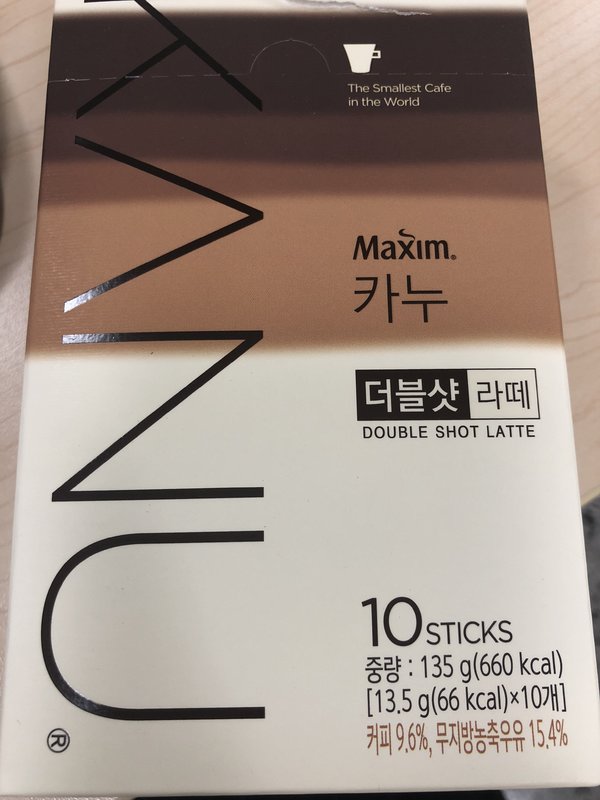 KANU®
The Smallest Cafe
in the World
Maxim®
카누
더블샷 라떼
DOUBLE SHOT LATTE
10 STICKS
중량 : 135 g(660 kcal)
[13.5 g(66 kcal)×10개]
커피 9.6%, 무지방농축우유 15.4%